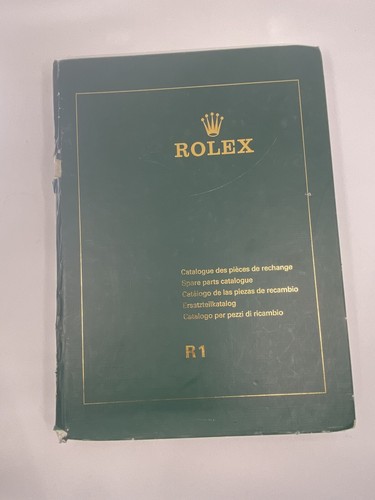 ROLEX
Catalogue des pièces de rechange
Spare parts catalogue
Catálogo de las piezas de recambio
Ersatzteilkatalog
Catalogo per pezzi di ricambio
R1